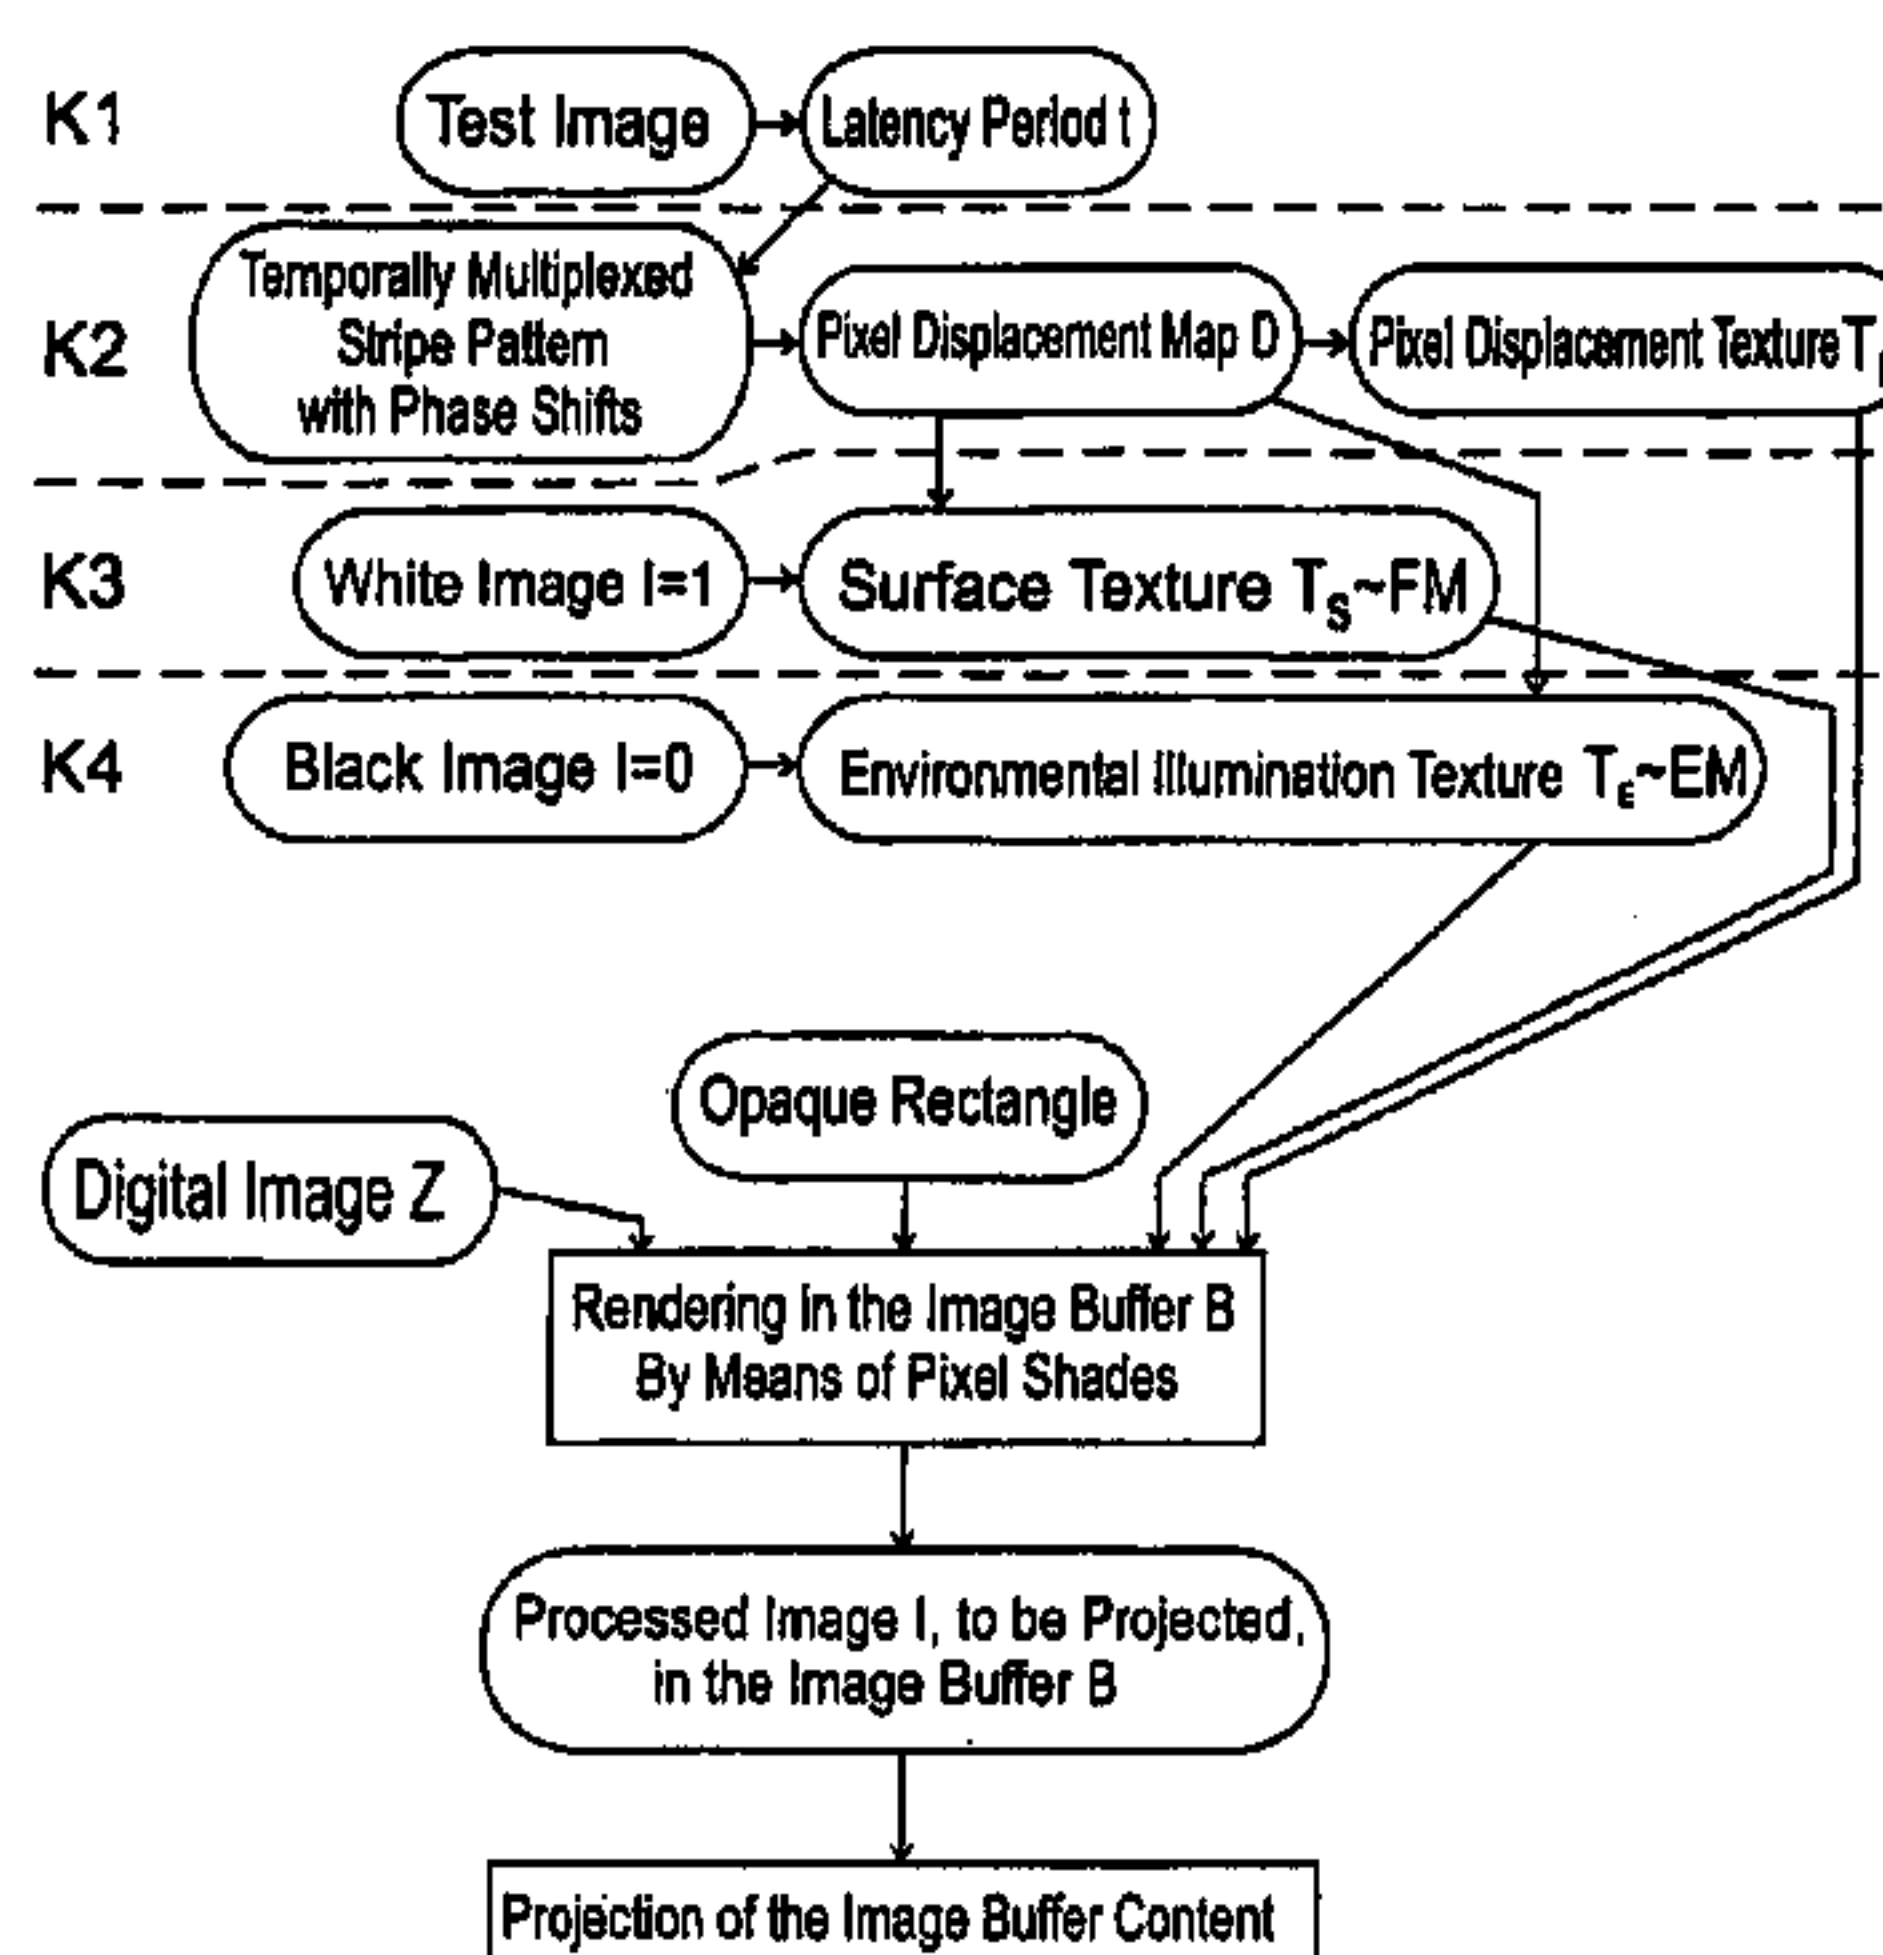 K1
Test Image
Latency Period t
K2
Temporally Multiplexed
Stripe Pattern
with Phase Shifts
Pixel Displacement Map D
Pixel Displacement Texture T
K3
White Image I=1
Surface Texture T_S~FM
K4
Black Image I=0
Environmental Illumination Texture T_E~EM
Opaque Rectangle
Digital Image Z
Rendering in the Image Buffer B
By Means of Pixel Shades
Processed Image I, to be Projected,
in the Image Buffer B
Projection of the Image Buffer Content